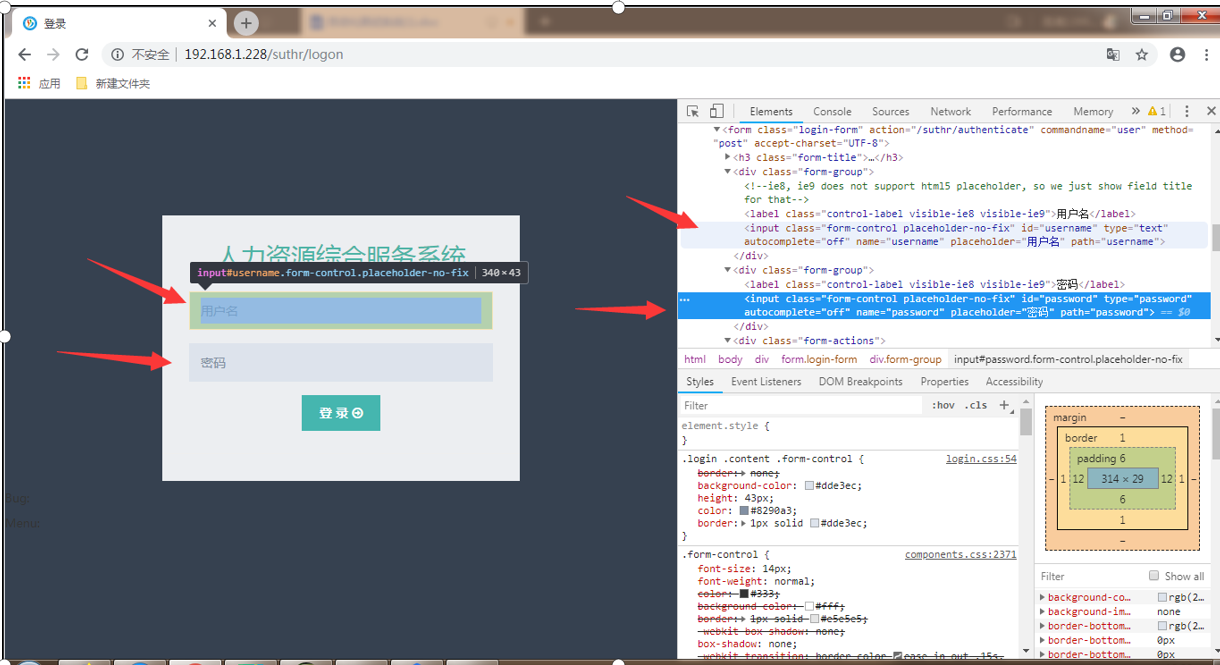 登录
不安全 192.168.1.228/suthr/logon
应用 新建文件夹
人力资源综合服务系统
input#username.form-control.placeholder-no-fix 340×43
用户名
密码
登 录
Bug:
Menu:
Elements Console Sources Network Performance Memory » 1
<form class="login-form" action="/suthr/authenticate" commandname="user" method=
"post" accept-charset="UTF-8">
<h3 class="form-title">…</h3>
<div class="form-group">
<!--ie8, ie9 does not support html5 placeholder, so we just show field title
for that-->
<label class="control-label visible-ie8 visible-ie9">用户名</label>
<input class="form-control placeholder-no-fix" id="username" type="text"
autocomplete="off" name="username" placeholder="用户名" path="username">
</div>
<div class="form-group">
<label class="control-label visible-ie8 visible-ie9">密码</label>
<input class="form-control placeholder-no-fix" id="password" type="password"
autocomplete="off" name="password" placeholder="密码" path="password"> == $0
</div>
<div class="form-actions">
html body div form.login-form div.form-group input#password.form-control.placeholder-no-fix
Styles Event Listeners DOM Breakpoints Properties Accessibility
Filter :hov .cls +
element.style {
}
.login .content .form-control { login.css:54
border: none;
background-color: #dde3ec;
height: 43px;
color: #8290a3;
border: 1px solid #dde3ec;
}
.form-control { components.css:2371
font-size: 14px;
font-weight: normal;
color: #333;
background-color: #fff;
border: 1px solid #e5e5e5;
-webkit-box-shadow: none;
box-shadow: none;
-webkit-transition: border-color ease-in-out .15s,
margin –
border 1
padding 6
– 1 12 314 × 29 12 1 –
6
1
–
Filter Show all
background-co… rgb(2…
background-im… none
border-bottom… rgb(2…
border-bottom… 0px
border-bottom… 0px